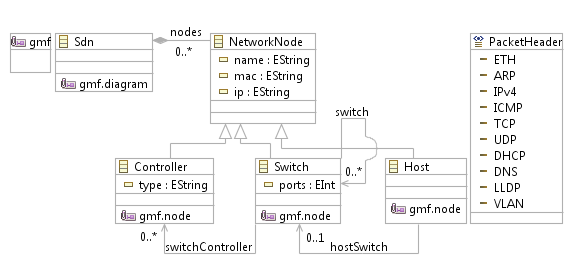 gmf
Sdn
gmf.diagram
nodes
0..*
NetworkNode
name : EString
mac : EString
ip : EString
PacketHeader
ETH
ARP
IPv4
ICMP
TCP
UDP
DHCP
DNS
LLDP
VLAN
switch
0..*
Controller
type : EString
gmf.node
Switch
ports : EInt
gmf.node
Host
gmf.node
0..*
switchController
0..1
hostSwitch